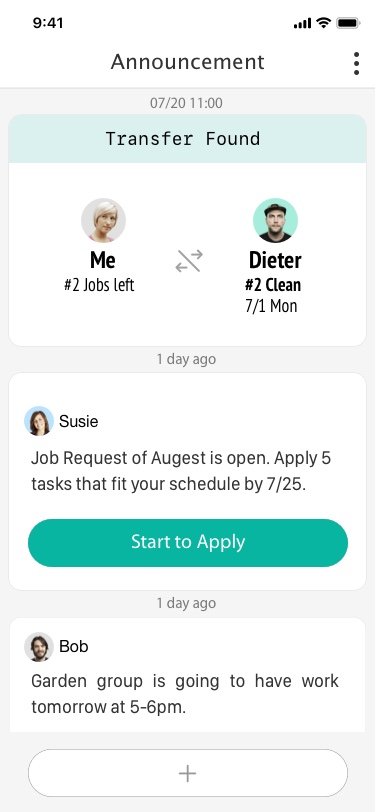 9:41
Announcement
07/20 11:00
Transfer Found
Me
Dieter
#2 Jobs left
#2 Clean
7/1 Mon
1 day ago
Susie
Job Request of Augest is open. Apply 5
tasks that fit your schedule by 7/25.
Start to Apply
1 day ago
Bob
Garden group is going to have work
tomorrow at 5-6pm.